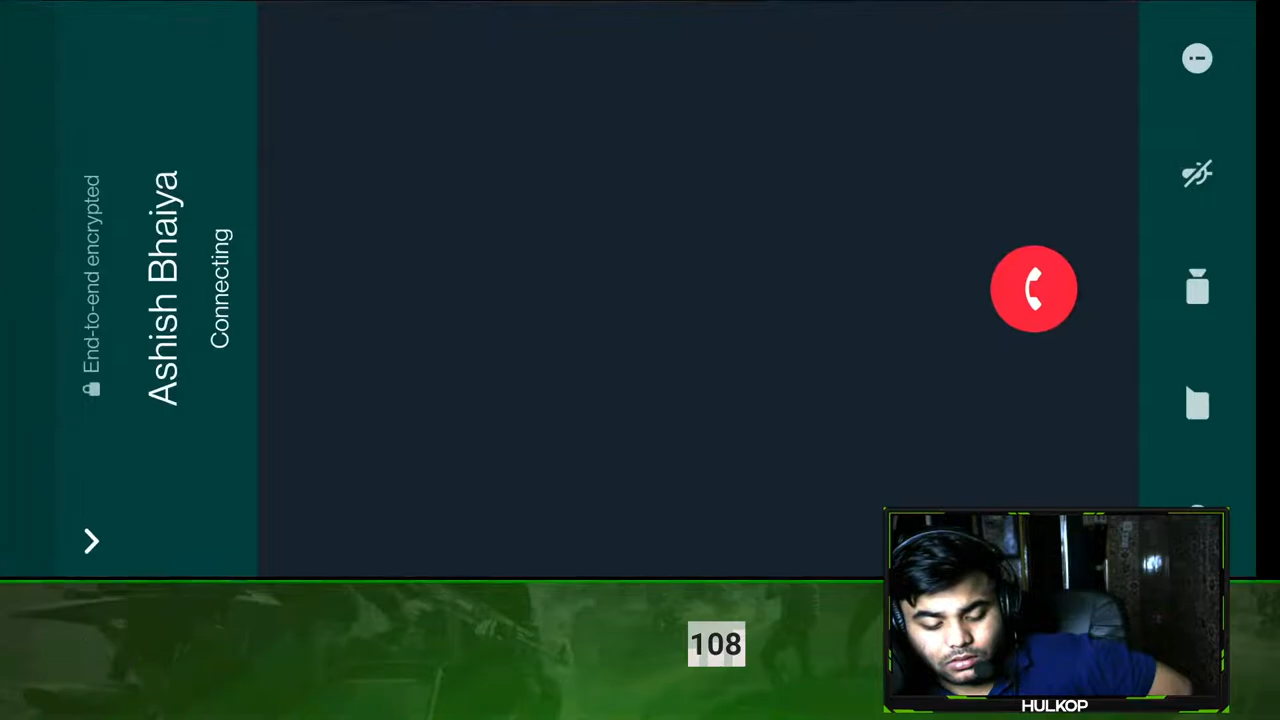 End-to-end encrypted
Ashish Bhaiya
Connecting
108
HULKOP